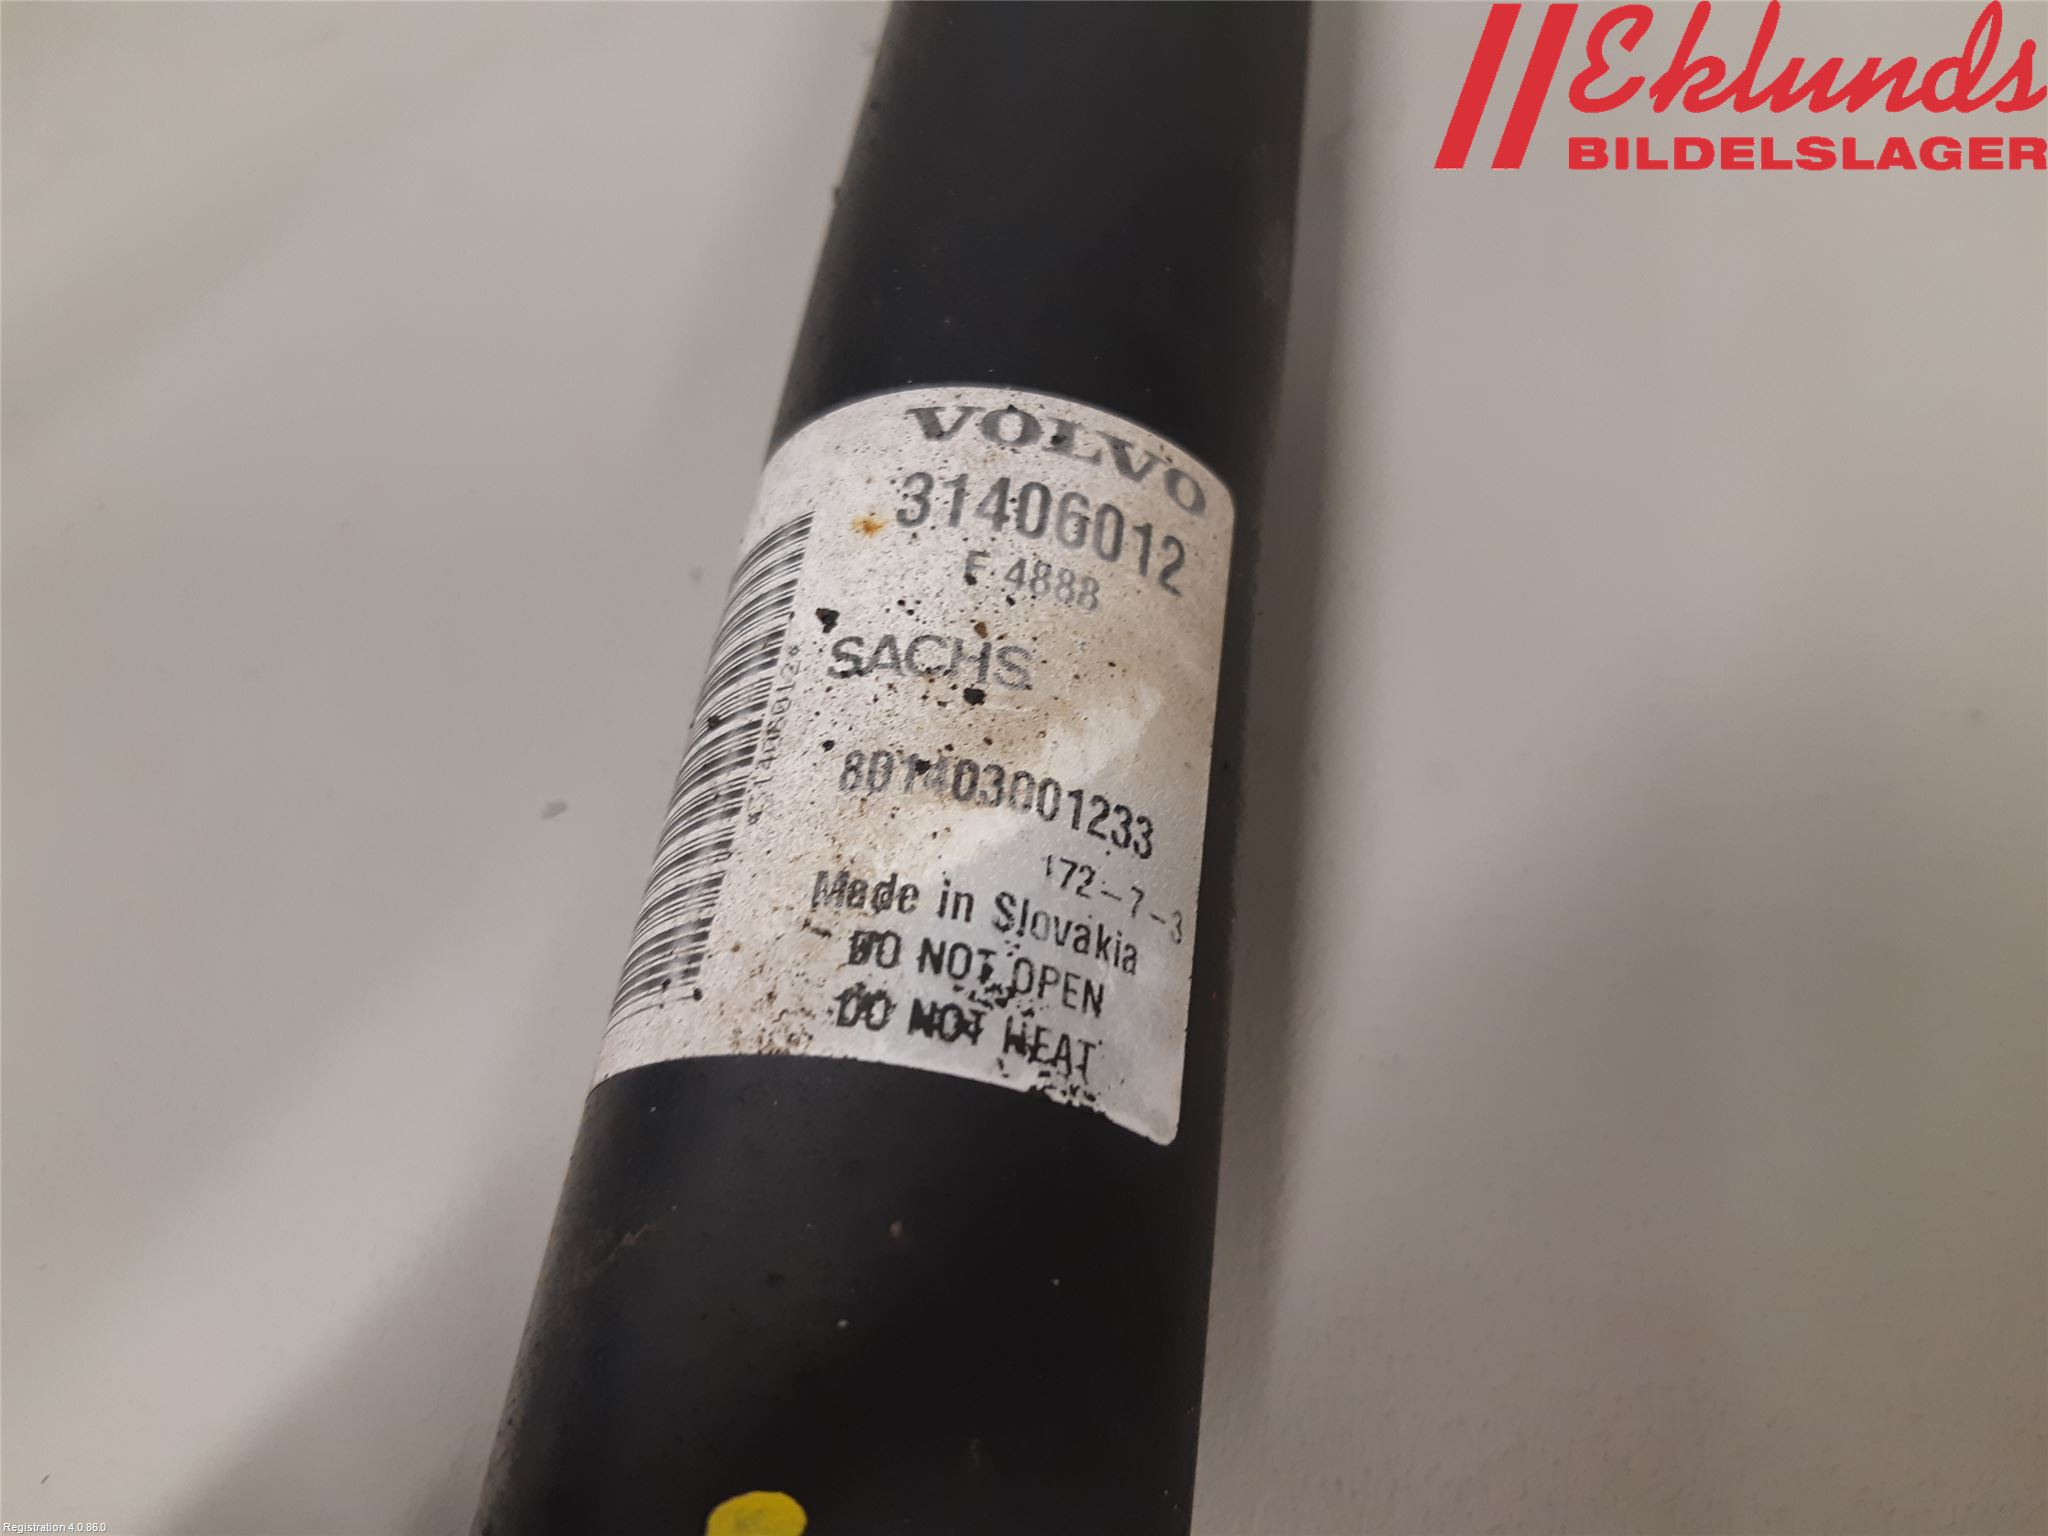 Eklunds
BILDELSLAGER
VOLVO
31406012
F 4888
SACHS
801403001233
172-7-3
Made in Slovakia
DO NOT OPEN
DO NOT HEAT
*31406012*
Registration 4.0.86.0